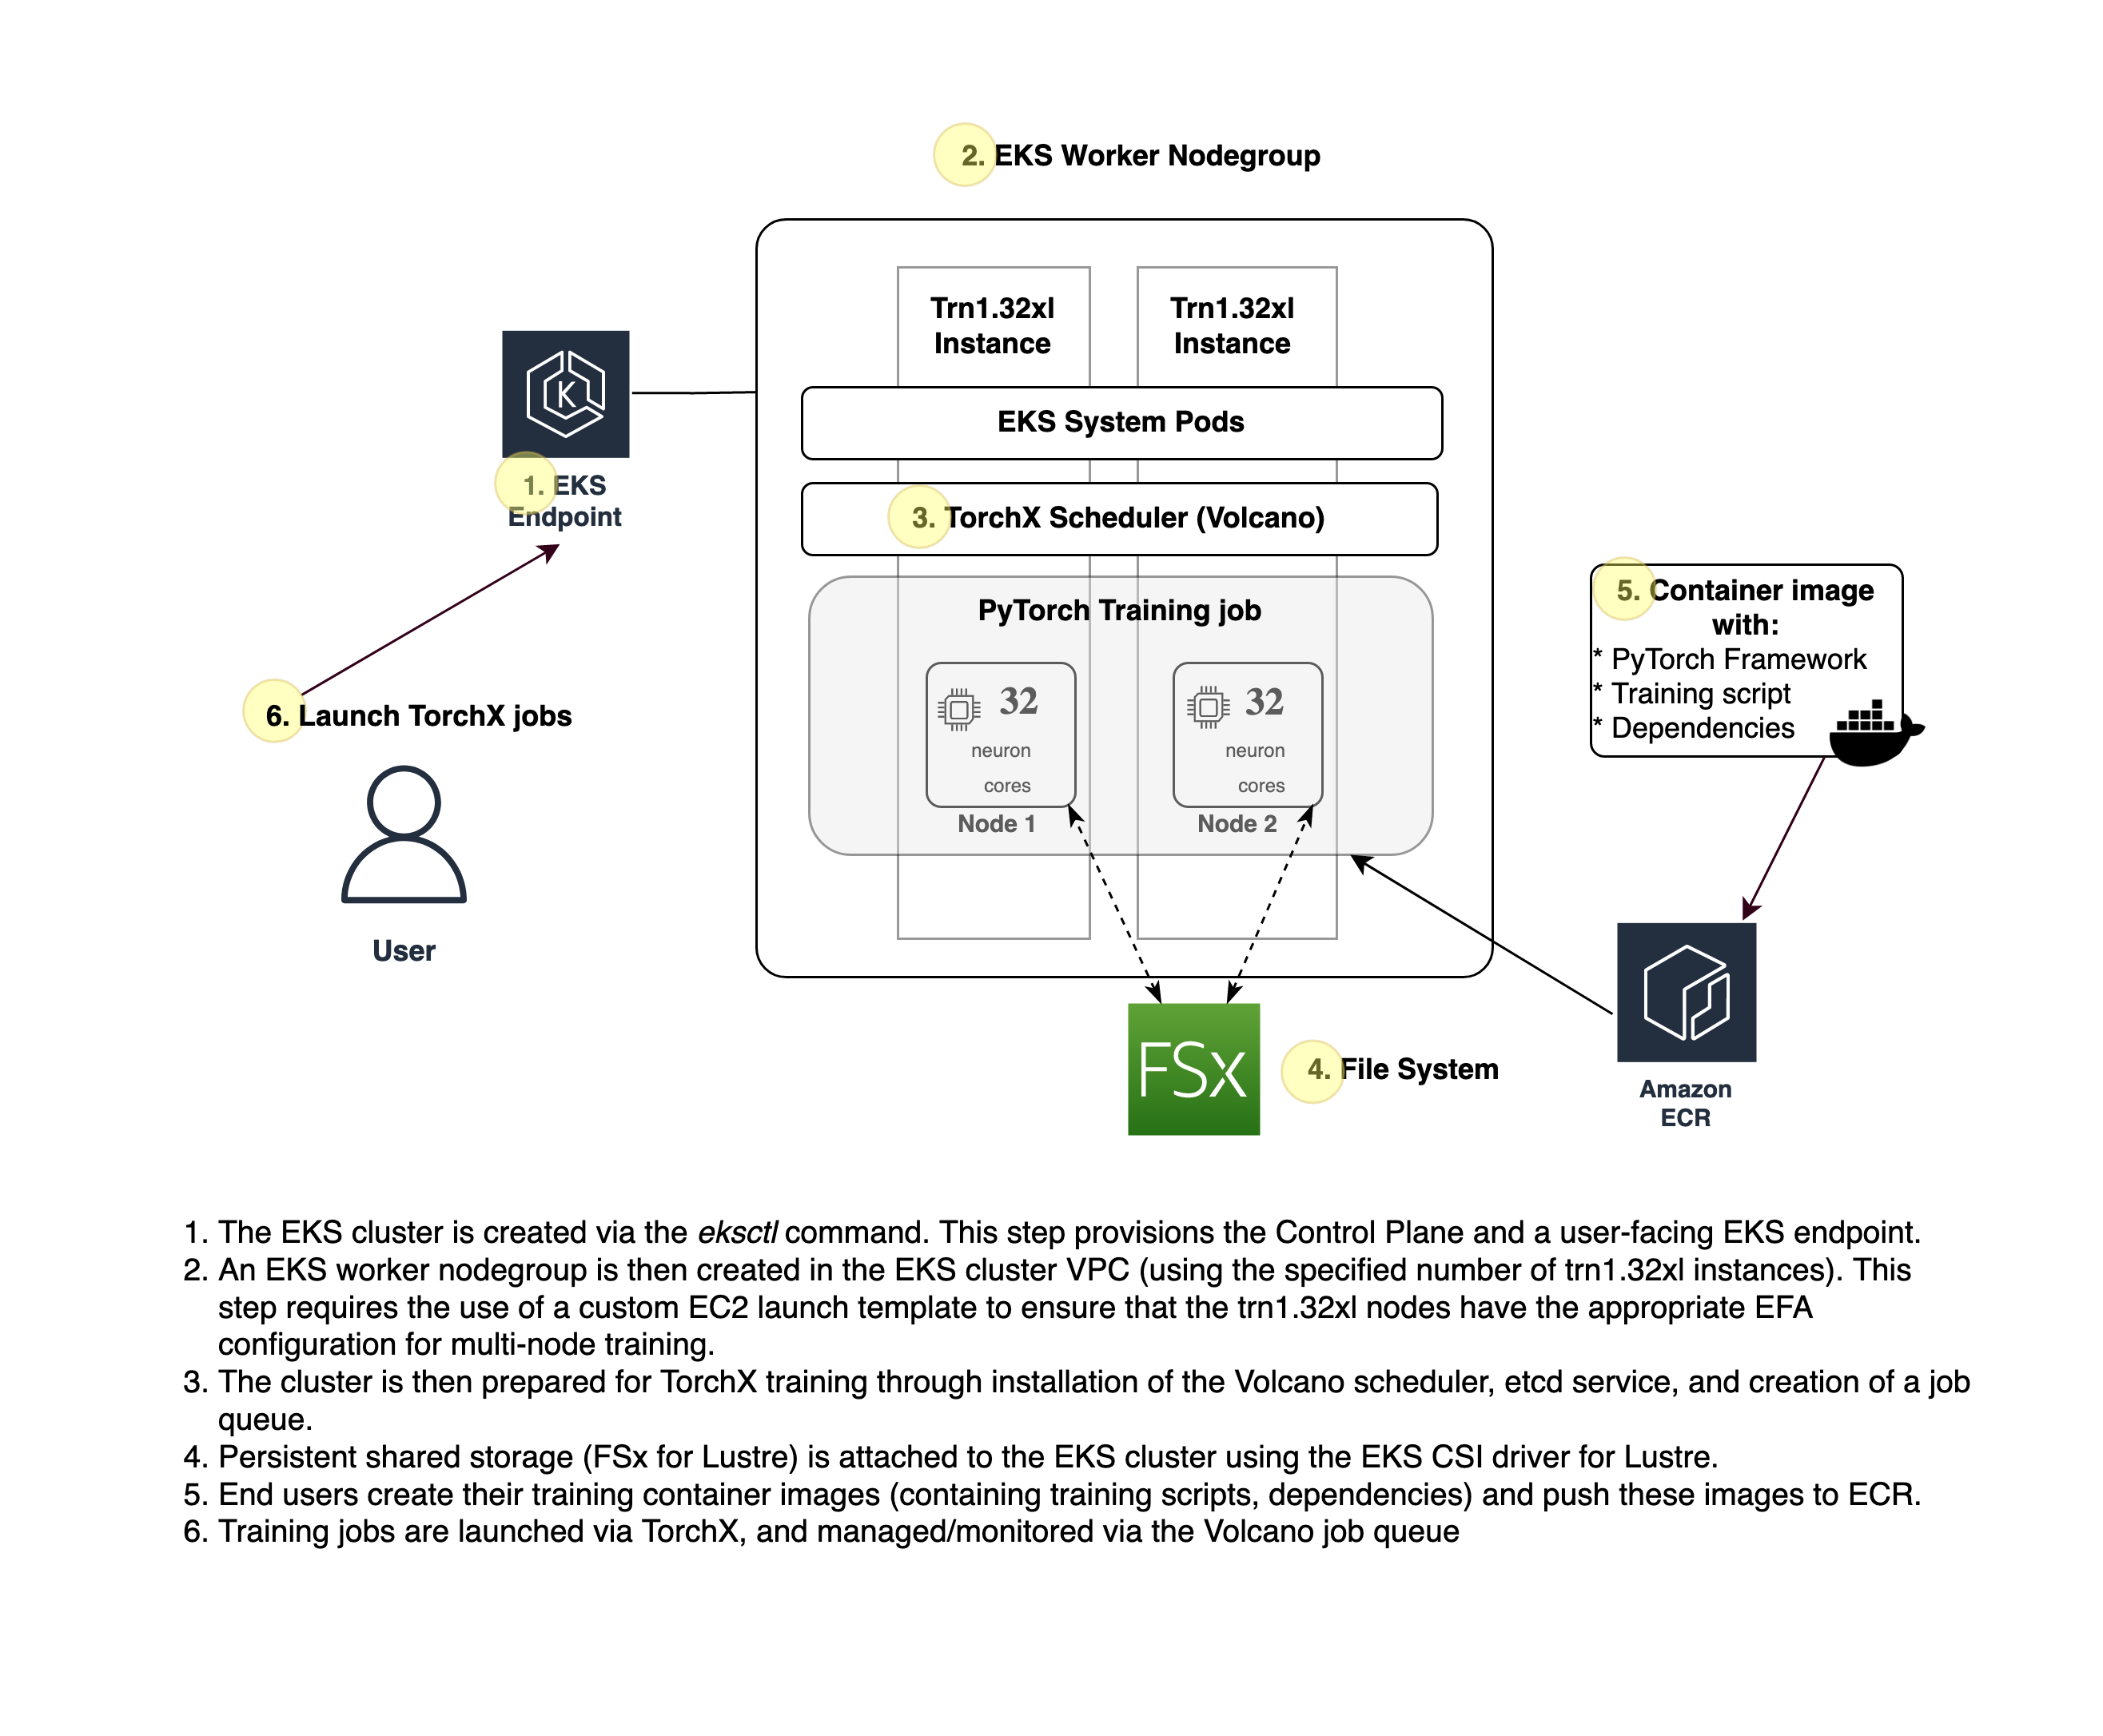 2. EKS Worker Nodegroup
Trn1.32xl
Instance
Trn1.32xl
Instance
K
EKS System Pods
1. EKS
Endpoint
3. TorchX Scheduler (Volcano)
PyTorch Training job
5. Container image
with:
* PyTorch Framework
* Training script
* Dependencies
6. Launch TorchX jobs
32
neuron
cores
Node 1
32
neuron
cores
Node 2
User
FSx
4. File System
Amazon
ECR
1. The EKS cluster is created via the eksctl command. This step provisions the Control Plane and a user-facing EKS endpoint.
2. An EKS worker nodegroup is then created in the EKS cluster VPC (using the specified number of trn1.32xl instances). This
step requires the use of a custom EC2 launch template to ensure that the trn1.32xl nodes have the appropriate EFA
configuration for multi-node training.
3. The cluster is then prepared for TorchX training through installation of the Volcano scheduler, etcd service, and creation of a job
queue.
4. Persistent shared storage (FSx for Lustre) is attached to the EKS cluster using the EKS CSI driver for Lustre.
5. End users create their training container images (containing training scripts, dependencies) and push these images to ECR.
6. Training jobs are launched via TorchX, and managed/monitored via the Volcano job queue